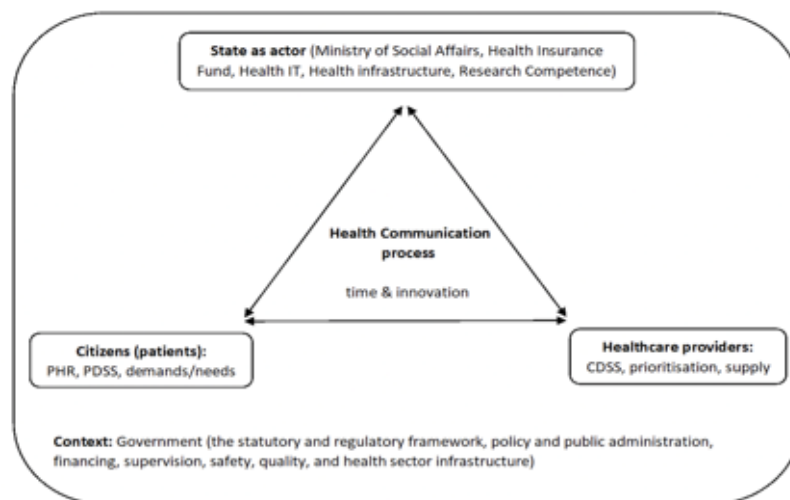 State as actor (Ministry of Social Affairs, Health Insurance
Fund, Health IT, Health infrastructure, Research Competence)
Health Communication
process
time & innovation
Citizens (patients):
PHR, PDSS, demands/needs
Healthcare providers:
CDSS, prioritisation, supply
Context: Government (the statutory and regulatory framework, policy and public administration,
financing, supervision, safety, quality, and health sector infrastructure)